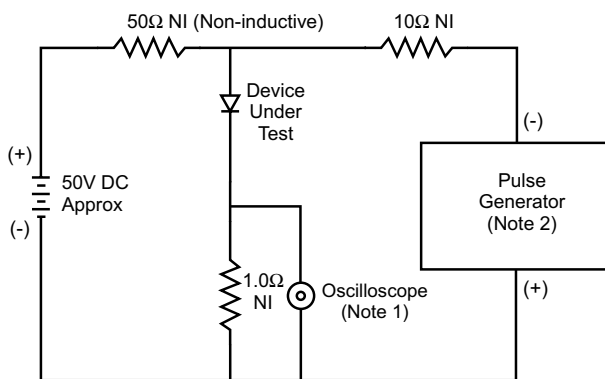 50Ω NI (Non-inductive)
10Ω NI
Device
Under
Test
(+)
50V DC
Approx
(-)
(-)
Pulse
Generator
(Note 2)
(+)
1.0Ω
NI
Oscilloscope
(Note 1)